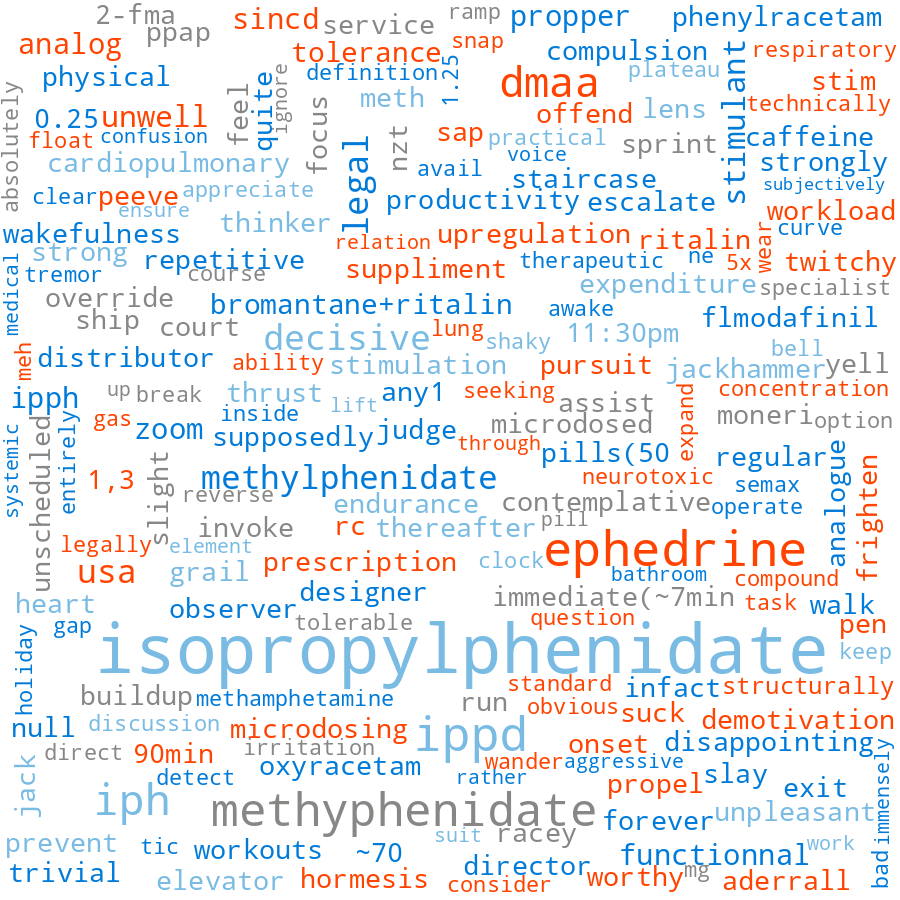 2-fma
ramp
sincd
service
propper
phenylracetam
analog
ppap
tolerance
snap
compulsion
respiratory
physical
definition
1.25
plateau
stim
absolutely
feel
quite
ignore
meth
dmaa
stimulant
technically
0.25
unwell
offend
lens
float
confusion
focus
legal
nzt
sap
practical
sprint
caffeine
cardiopulmonary
voice
avail
strongly
clear
peeve
appreciate
staircase
subjectively
ensure
productivity
escalate
workload
thinker
wakefulness
relation
upregulation
ritalin
wear
curve
strong
repetitive
medical
tremor
course
suppliment
therapeutic
ne
5x
twitchy
override
expenditure
specialist
bromantane+ritalin
awake
ship
court
decisive
lung
shaky
11:30pm
flmodafinil
bell
meh
distributor
ability
stimulation
pursuit
jackhammer
yell
ipph
up
break
thrust
any1
seeking
concentration
lift
assist
expand
gas
inside
microdosed
moneri
option
systemic
entirely
zoom
supposedly
judge
through
unscheduled
pills(50
regular
1,3
slight
methylphenidate
neurotoxic
semax
analogue
frighten
reverse
endurance
contemplative
operate
invoke
rc
thereafter
pill
legally
element
ephedrine
usa
grail
prescription
clock
bathroom
compound
heart
observer
designer
immediate(~7min
task
walk
gap
tolerable
question
pen
holiday
isopropylphenidate
keep
standard
infact
structurally
buildup
methamphetamine
run
obvious
suck
demotivation
null
discussion
microdosing
ippd
direct
90min
irritation
onset
disappointing
jack
detect
oxyracetam
wander
aggressive
rather
propel
slay
exit
immensely
iph
methyphenidate
forever
unpleasant
prevent
suit
racey
work
tic
workouts
~70
functionnal
bad
trivial
director
worthy
mg
elevator
hormesis
consider
aderrall